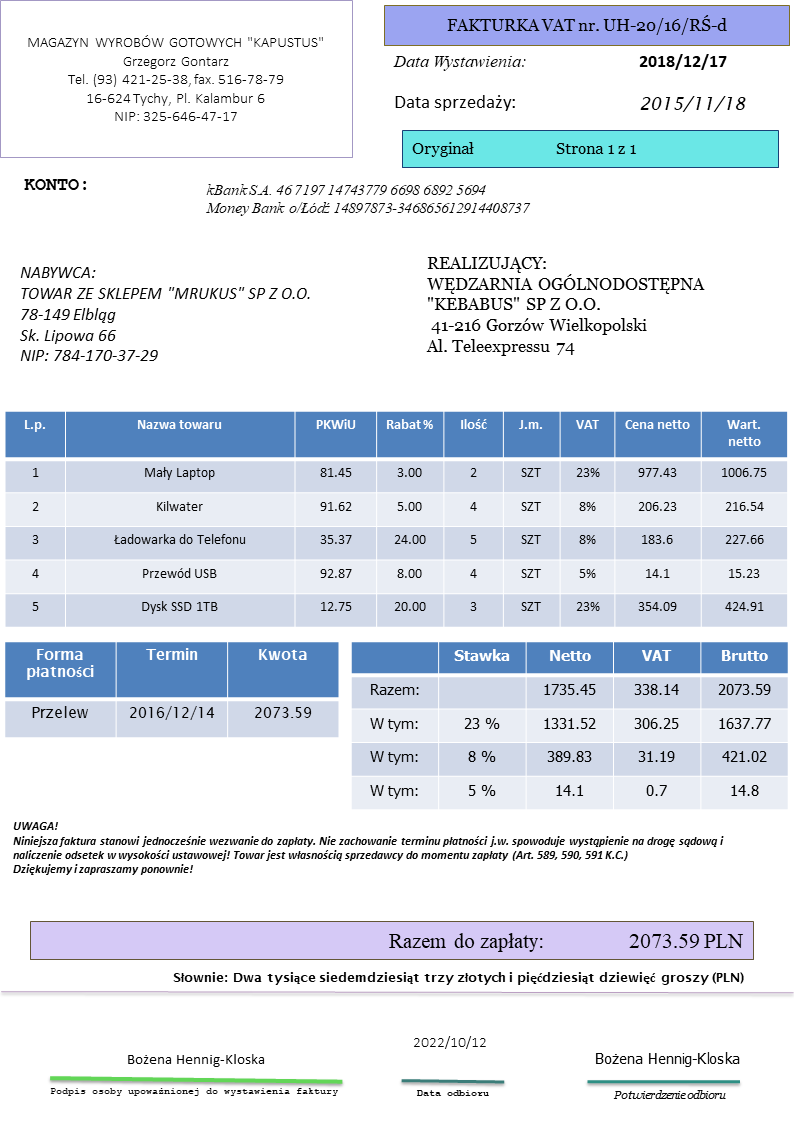 MAGAZYN WYROBÓW GOTOWYCH "KAPUSTUS"
Grzegorz Gontarz
Tel. (93) 421-25-38, fax. 516-78-79
16-624 Tychy, Pl. Kalambur 6
NIP: 325-646-47-17
FAKTURKA VAT nr. UH-20/16/RŚ-d
Data Wystawienia: 2018/12/17
Data sprzedaży: 2015/11/18
Oryginał Strona 1 z 1
KONTO:
kBank S.A. 46 7197 14743779 6698 6892 5694
Money Bank o/Łódź 14897873-346865612914408737
NABYWCA:
TOWAR ZE SKLEPEM "MRUKUS" SP Z O.O.
78-149 Elbląg
Sk. Lipowa 66
NIP: 784-170-37-29
REALIZUJĄCY:
WĘDZARNIA OGÓLNODOSTĘPNA
"KEBABUS" SP Z O.O.
41-216 Gorzów Wielkopolski
Al. Teleexpressu 74
L.p. Nazwa towaru PKWiU Rabat% Ilość J.m. VAT Cena netto Wart. netto
1 Mały Laptop 81.45 3.00 2 SZT 23% 977.43 1006.75
2 Kilwater 91.62 5.00 4 SZT 8% 206.23 216.54
3 Ładowarka do Telefonu 35.37 24.00 5 SZT 8% 183.6 227.66
4 Przewód USB 92.87 8.00 4 SZT 5% 14.1 15.23
5 Dysk SSD 1TB 12.75 20.00 3 SZT 23% 354.09 424.91
Forma płatności Termin Kwota
Przelew 2016/12/14 2073.59
Stawka Netto VAT Brutto
Razem: 1735.45 338.14 2073.59
W tym: 23 % 1331.52 306.25 1637.77
W tym: 8 % 389.83 31.19 421.02
W tym: 5 % 14.1 0.7 14.8
UWAGA!
Niniejsza faktura stanowi jednocześnie wezwanie do zapłaty. Nie zachowanie terminu płatności j.w. spowoduje wystąpienie na drogę sądową i
naliczenie odsetek w wysokości ustawowej! Towar jest własnością sprzedawcy do momentu zapłaty (Art. 589, 590, 591 K.C.)
Dziękujemy i zapraszamy ponownie!
Razem do zapłaty: 2073.59 PLN
Słownie: Dwa tysiące siedemdziesiąt trzy złotych i pięćdziesiąt dziewięć groszy (PLN)
Bożena Hennig-Kloska
Podpis osoby upoważnionej do wystawienia faktury
2022/10/12
Data odbioru
Bożena Hennig-Kloska
Potwierdzenie odbioru